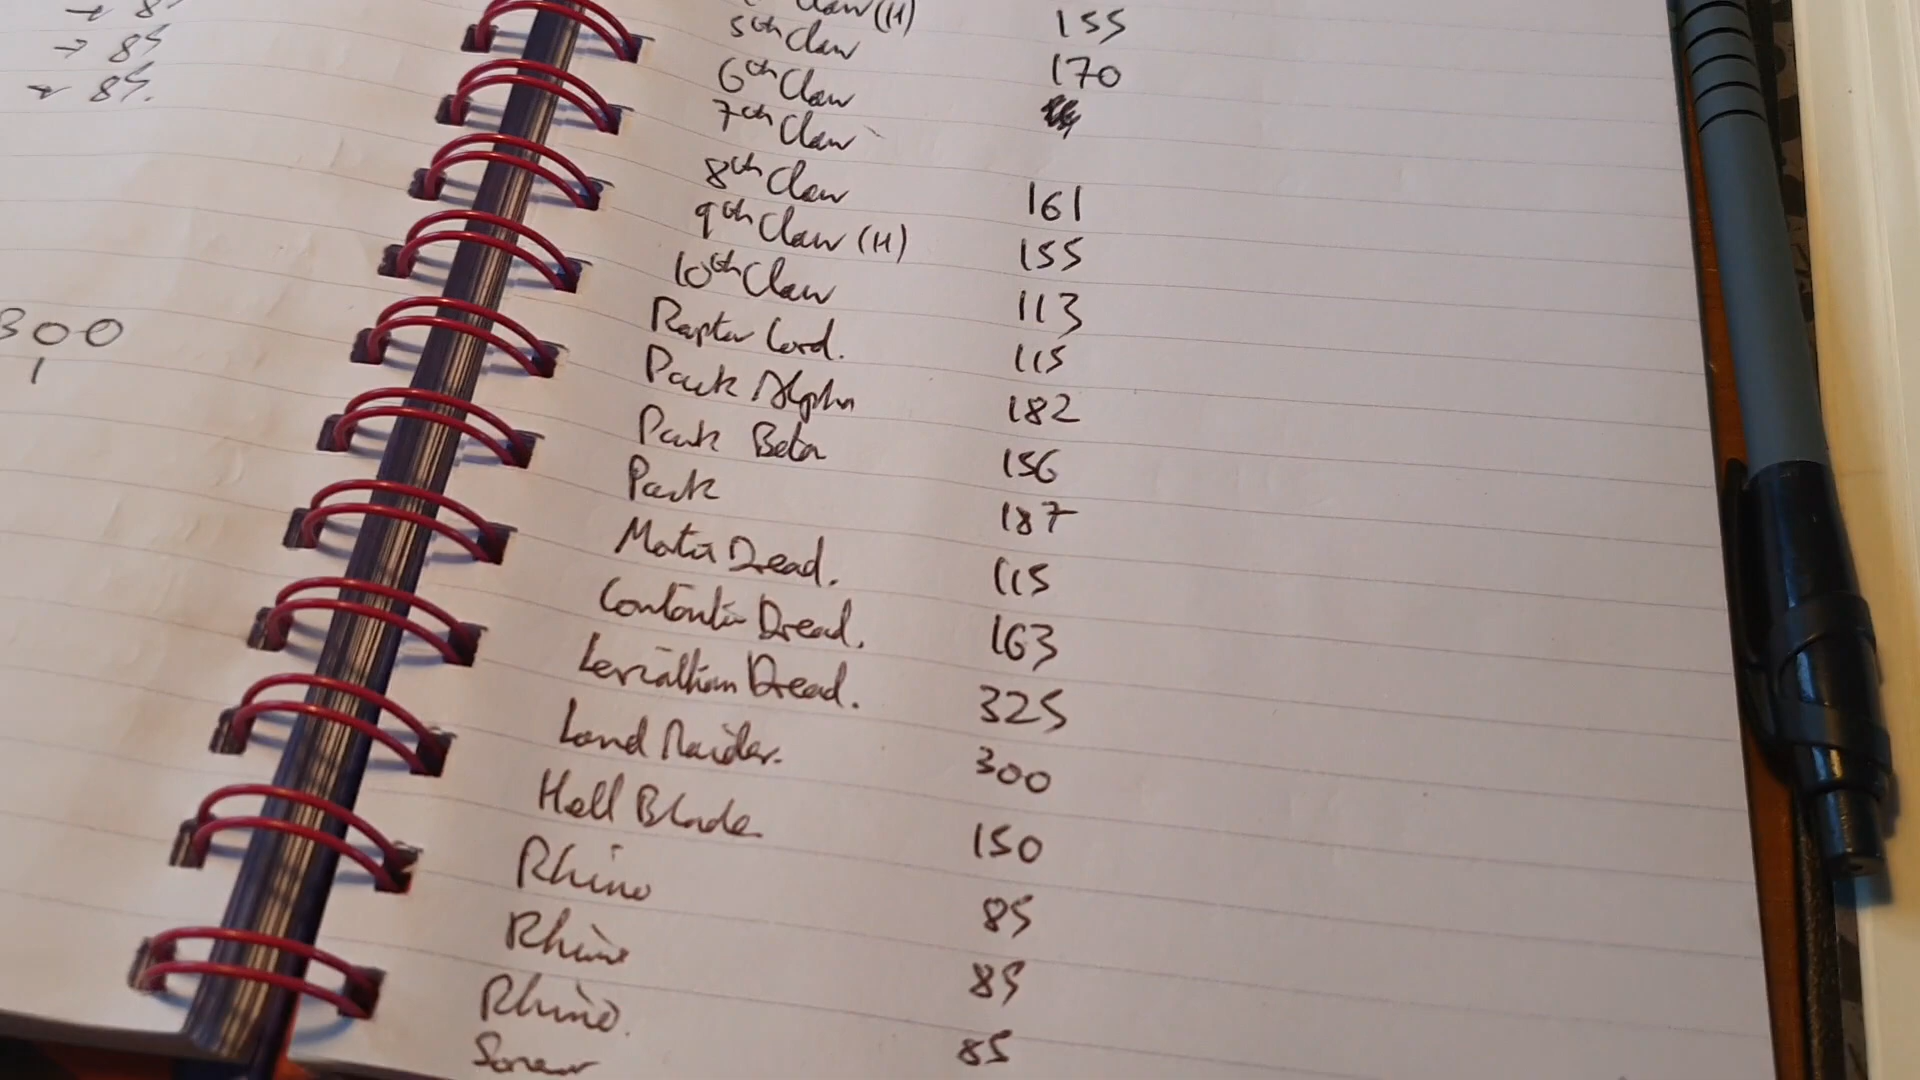 → 85
→ 85
→ 85.
300
1
Claw (H)
5th Claw 155
6th Claw 170
7th Claw
8th Claw 161
9th Claw (H) 155
10th Claw 113
Raptor Lord. 115
Pack Alpha 182
Pack Beta 156
Pack 187
Dread. 115
Dread. 163
Leviathan Dread. 325
Land Raider. 300
Hell Blade 150
Rhino 85
Rhino 85
Rhino. 85